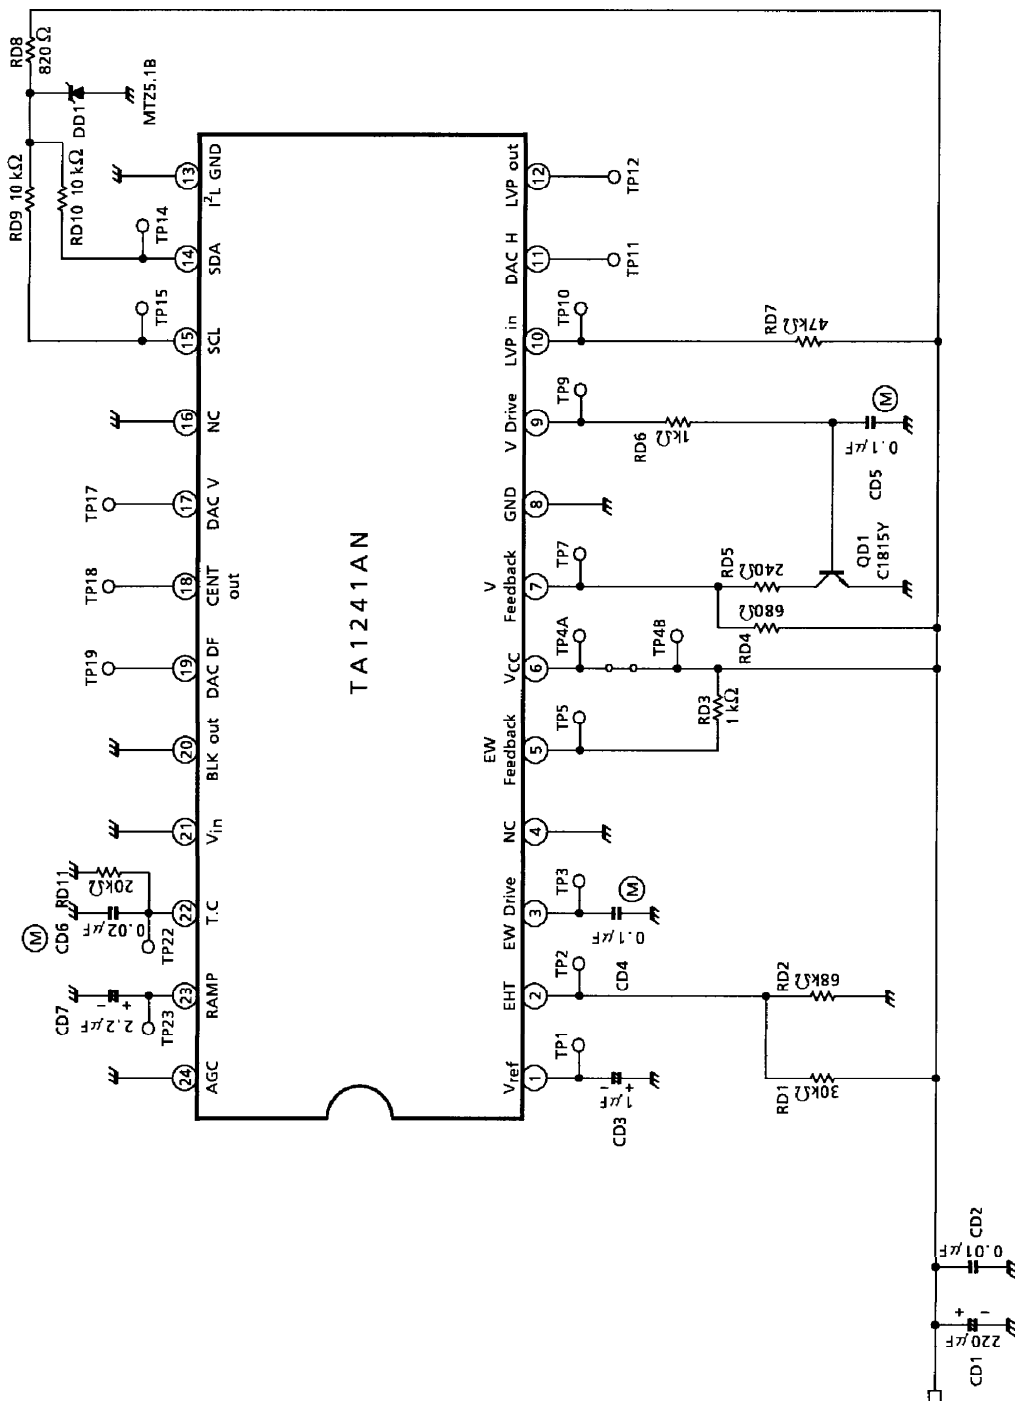 RD8
820 Ω
DD1
MTZ5.1B
RD9 10 kΩ
RD10 10 kΩ
TP14
TP15
13
I²L GND
14
SDA
15
SCL
16
NC
17
DAC V
TP17
18
CENT
out
TP18
19
DAC DF
TP19
20
BLK out
21
Vin
22
T.C
TP22
RD11
20kΩ
M
CD6
0.02μF
23
RAMP
TP23
CD7
2.2μF
-
+
24
AGC
TA1241AN
12
LVP out
TP12
11
DAC H
TP11
10
LVP in
TP10
RD7
47kΩ
9
V Drive
TP9
RD6
1kΩ
M
0.1μF
CD5
8
GND
7
V
Feedback
TP7
RD5
240Ω
QD1
C1815Y
RD4
680Ω
6
VCC
TP4A
TP4B
5
EW
Feedback
TP5
RD3
1 kΩ
4
NC
3
EW Drive
TP3
M
0.1μF
CD4
2
EHT
TP2
RD2
68kΩ
RD1
30kΩ
1
Vref
TP1
-
+
1μF
CD3
CD2
0.01μF
+
-
220μF
CD1